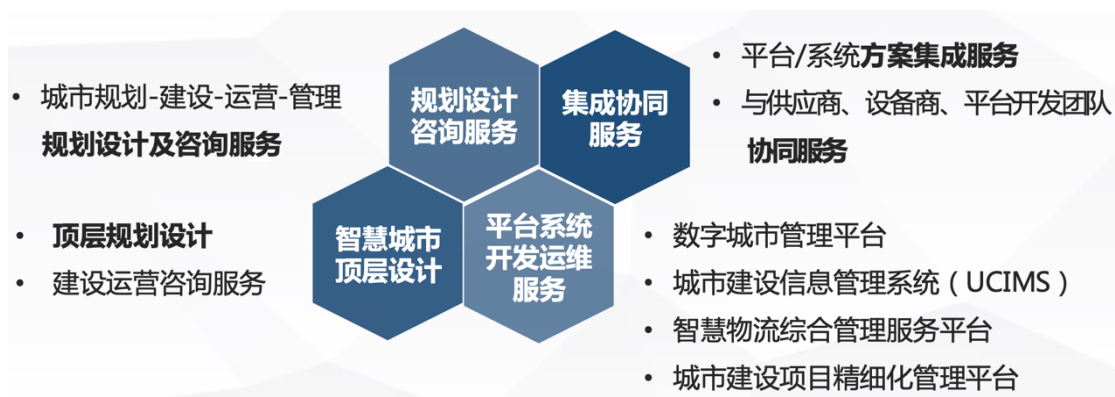 • 城市规划-建设-运营-管理
规划设计及咨询服务
规划设计
咨询服务
集成协同
服务
• 平台/系统方案集成服务
• 与供应商、设备商、平台开发团队
协同服务
• 顶层规划设计
• 建设运营咨询服务
智慧城市
顶层设计
平台系统
开发运维
服务
• 数字城市管理平台
• 城市建设信息管理系统（UCIMS）
• 智慧物流综合管理服务平台
• 城市建设项目精细化管理平台